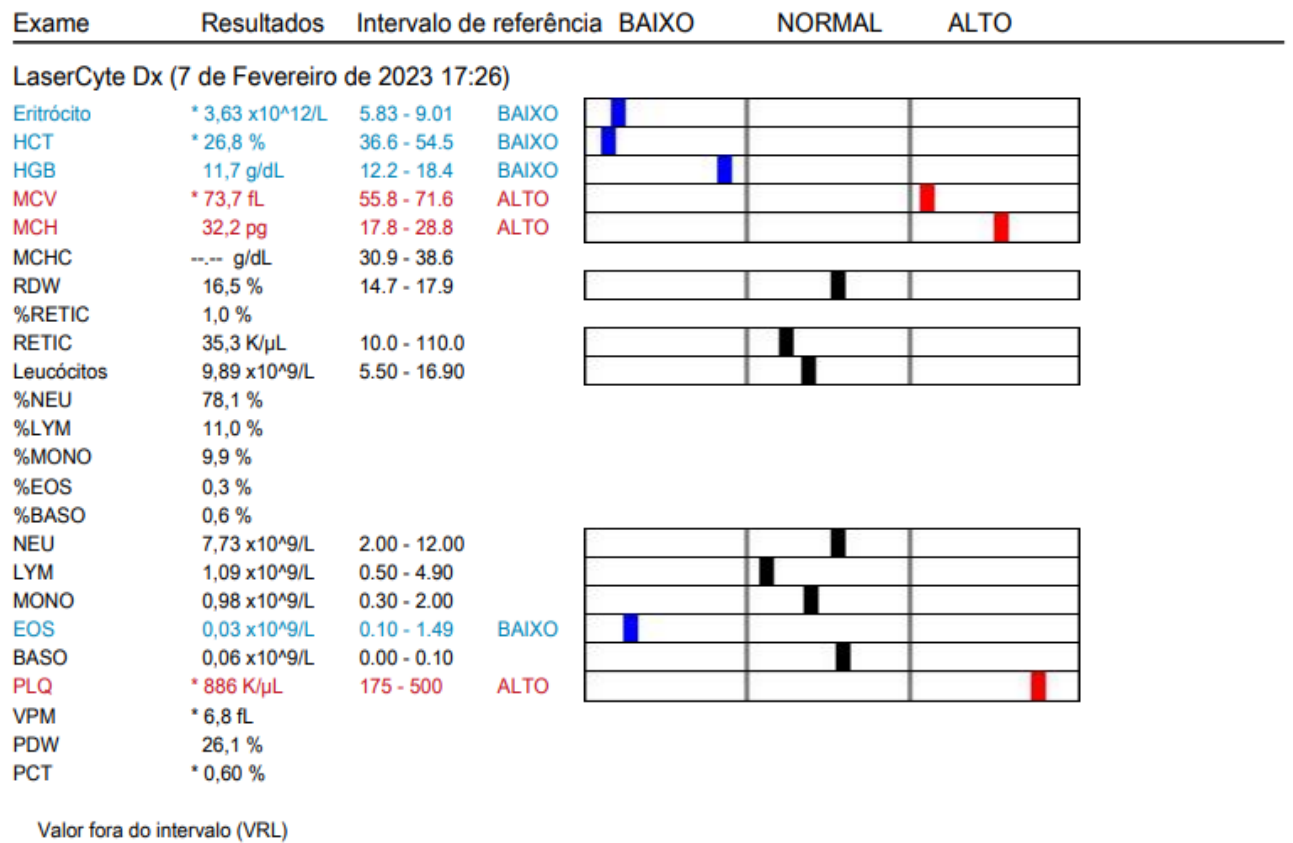 Exame Resultados Intervalo de referência BAIXO NORMAL ALTO
LaserCyte Dx (7 de Fevereiro de 2023 17:26)
Eritrócito * 3,63 x10^12/L 5.83 - 9.01 BAIXO
HCT * 26,8 % 36.6 - 54.5 BAIXO
HGB 11,7 g/dL 12.2 - 18.4 BAIXO
MCV * 73,7 fL 55.8 - 71.6 ALTO
MCH 32,2 pg 17.8 - 28.8 ALTO
MCHC --.-- g/dL 30.9 - 38.6
RDW 16,5 % 14.7 - 17.9
%RETIC 1,0 %
RETIC 35,3 K/µL 10.0 - 110.0
Leucócitos 9,89 x10^9/L 5.50 - 16.90
%NEU 78,1 %
%LYM 11,0 %
%MONO 9,9 %
%EOS 0,3 %
%BASO 0,6 %
NEU 7,73 x10^9/L 2.00 - 12.00
LYM 1,09 x10^9/L 0.50 - 4.90
MONO 0,98 x10^9/L 0.30 - 2.00
EOS 0,03 x10^9/L 0.10 - 1.49 BAIXO
BASO 0,06 x10^9/L 0.00 - 0.10
PLQ * 886 K/µL 175 - 500 ALTO
VPM * 6,8 fL
PDW 26,1 %
PCT * 0,60 %
Valor fora do intervalo (VRL)